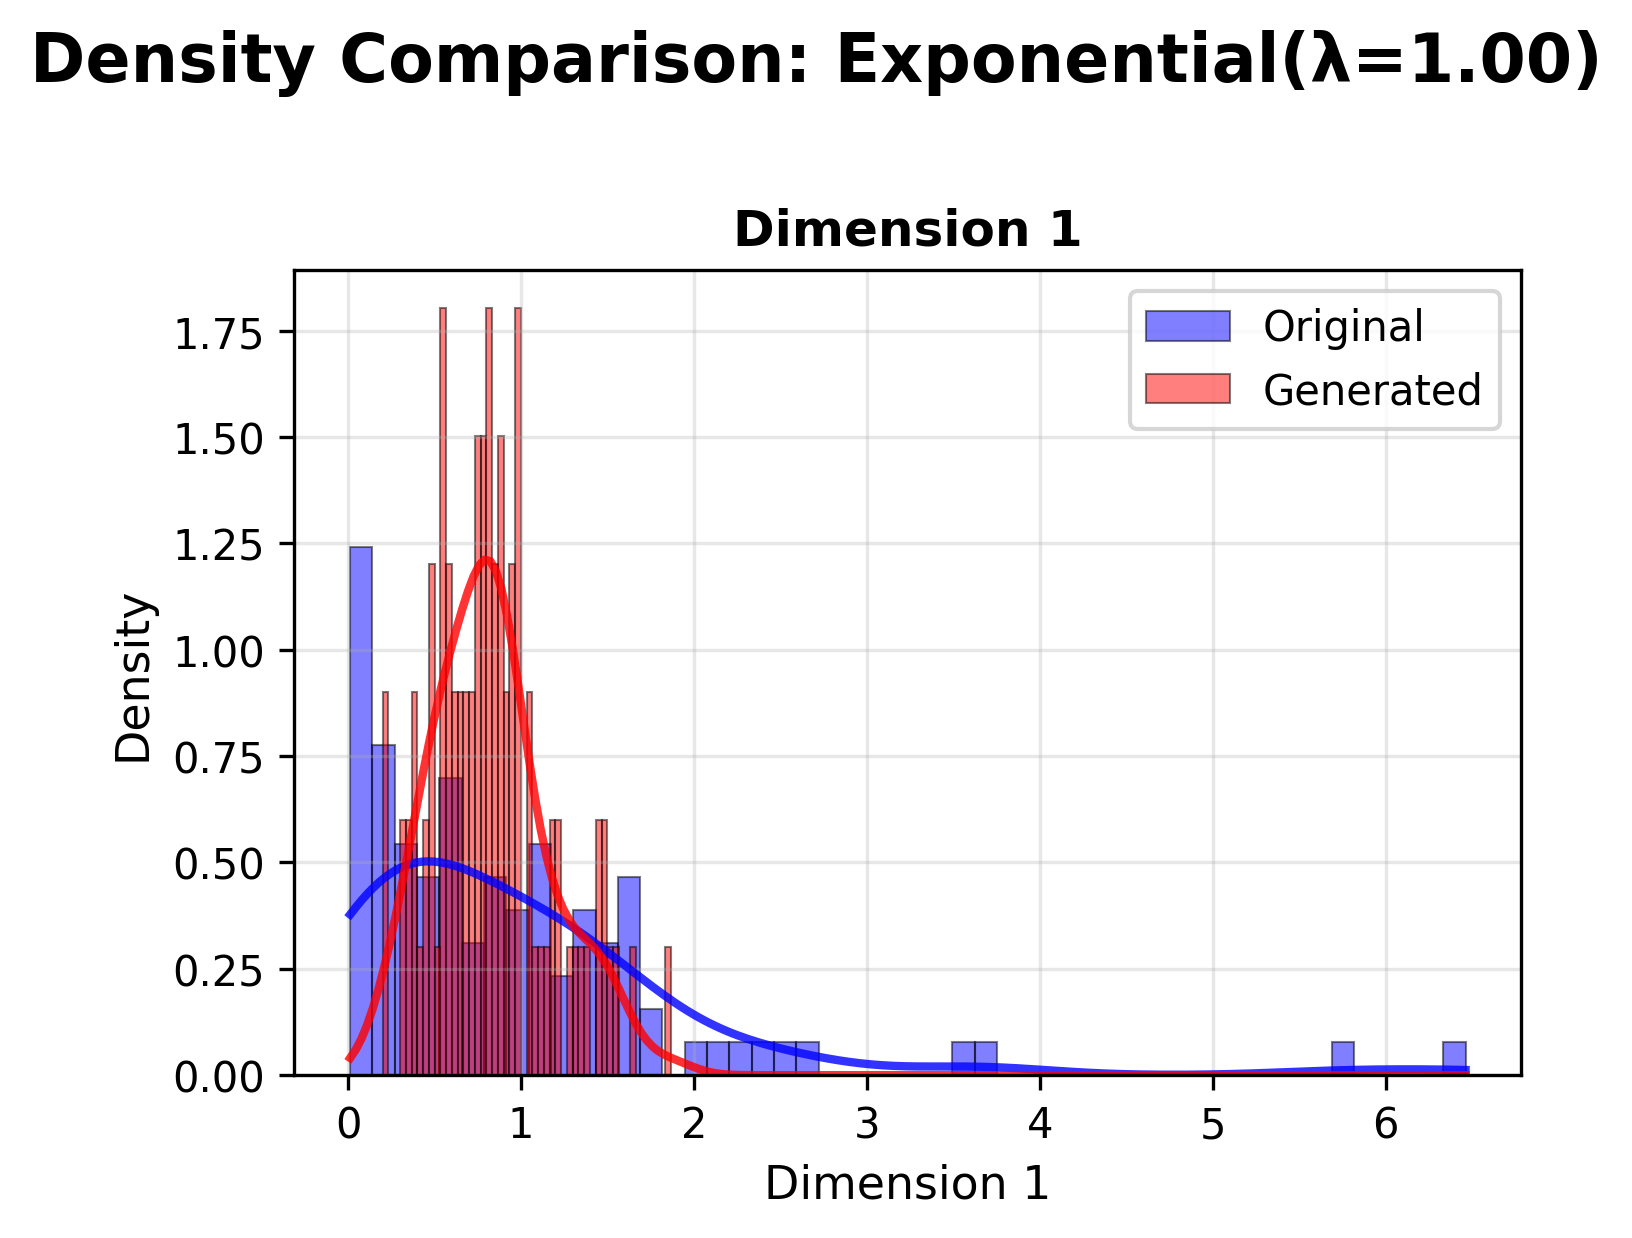 Density Comparison: Exponential(λ=1.00)
Dimension 1
Original
Generated
1.75
1.50
1.25
1.00
0.75
0.50
0.25
0.00
Density
0 1 2 3 4 5 6
Dimension 1